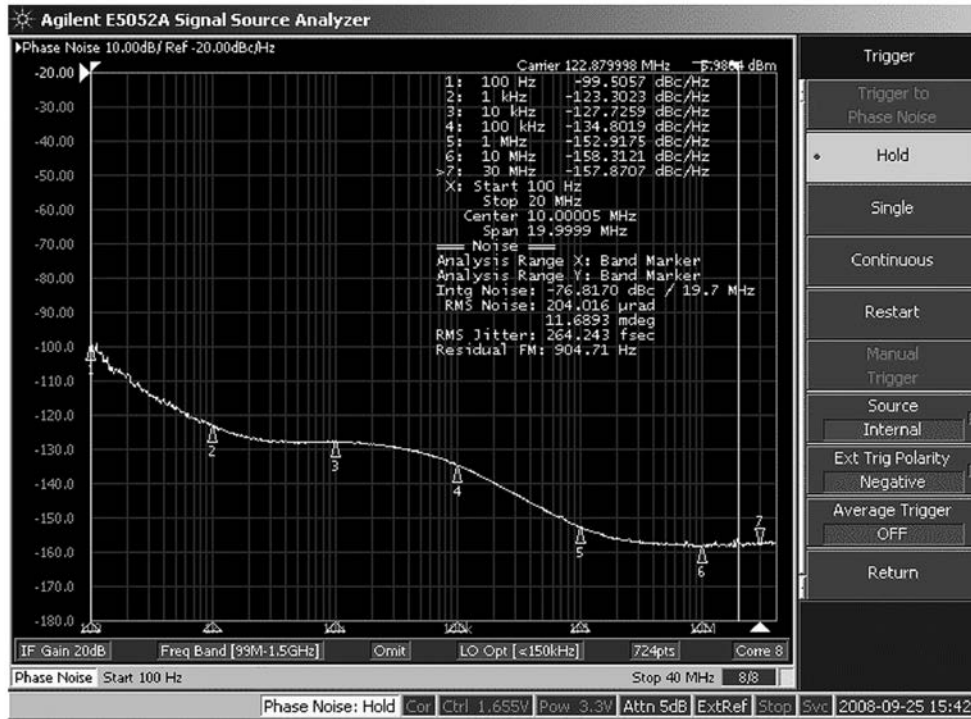 Agilent E5052A Signal Source Analyzer
Phase Noise 10.00dB/ Ref -20.00dBc/Hz
Carrier 122.879998 MHz dBm
1: 100 Hz -99.5057 dBc/Hz
2: 1 kHz -123.3023 dBc/Hz
3: 10 kHz -127.7259 dBc/Hz
4: 100 kHz -134.8019 dBc/Hz
5: 1 MHz -152.9175 dBc/Hz
6: 10 MHz -158.3121 dBc/Hz
>7: 30 MHz -157.8707 dBc/Hz
X: Start 100 Hz
Stop 20 MHz
Center 10.00005 MHz
Span 19.9999 MHz
=== Noise ===
Analysis Range X: Band Marker
Analysis Range Y: Band Marker
Intg Noise: -76.8170 dBc / 19.7 MHz
RMS Noise: 204.016 µrad
11.6893 mdeg
RMS Jitter: 264.243 fsec
Residual FM: 904.71 Hz
-20.00
-30.00
-40.00
-50.00
-60.00
-70.00
-80.00
-90.00
-100.0
-110.0
-120.0
-130.0
-140.0
-150.0
-160.0
-170.0
-180.0
1
2
3
4
5
6
7
IF Gain 20dB
Freq Band [99M-1.5GHz]
Omit
LO Opt [<150kHz]
724pts
Corre 8
Phase Noise Start 100 Hz
Stop 40 MHz
8/8
Phase Noise: Hold
Cor
Ctrl 1.655V
Pow 3.3V
Attn 5dB
ExtRef
Stop
Svc
2008-09-25 15:42
Trigger
Trigger to
Phase Noise
Hold
Single
Continuous
Restart
Manual
Trigger
Source
Internal
Ext Trig Polarity
Negative
Average Trigger
OFF
Return